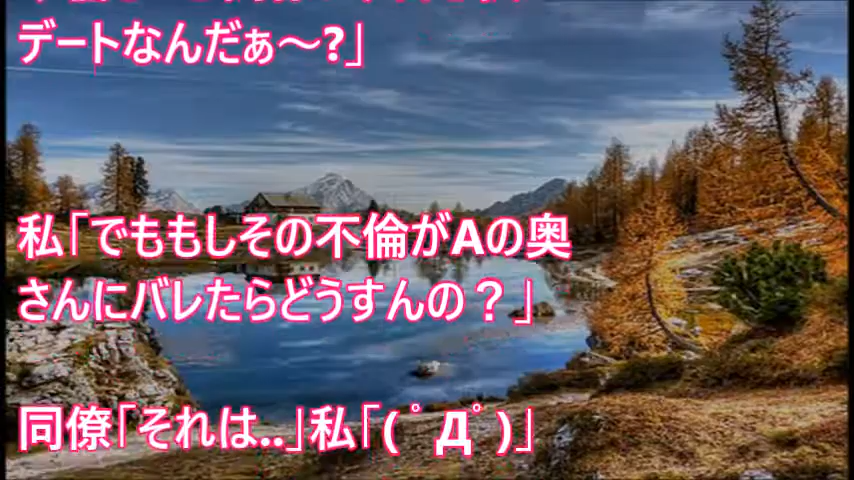 デートなんだぁ～?」
私「でももしその不倫がAの奥
さんにバレたらどうすんの？」
同僚「それは..」私「( ﾟДﾟ)」